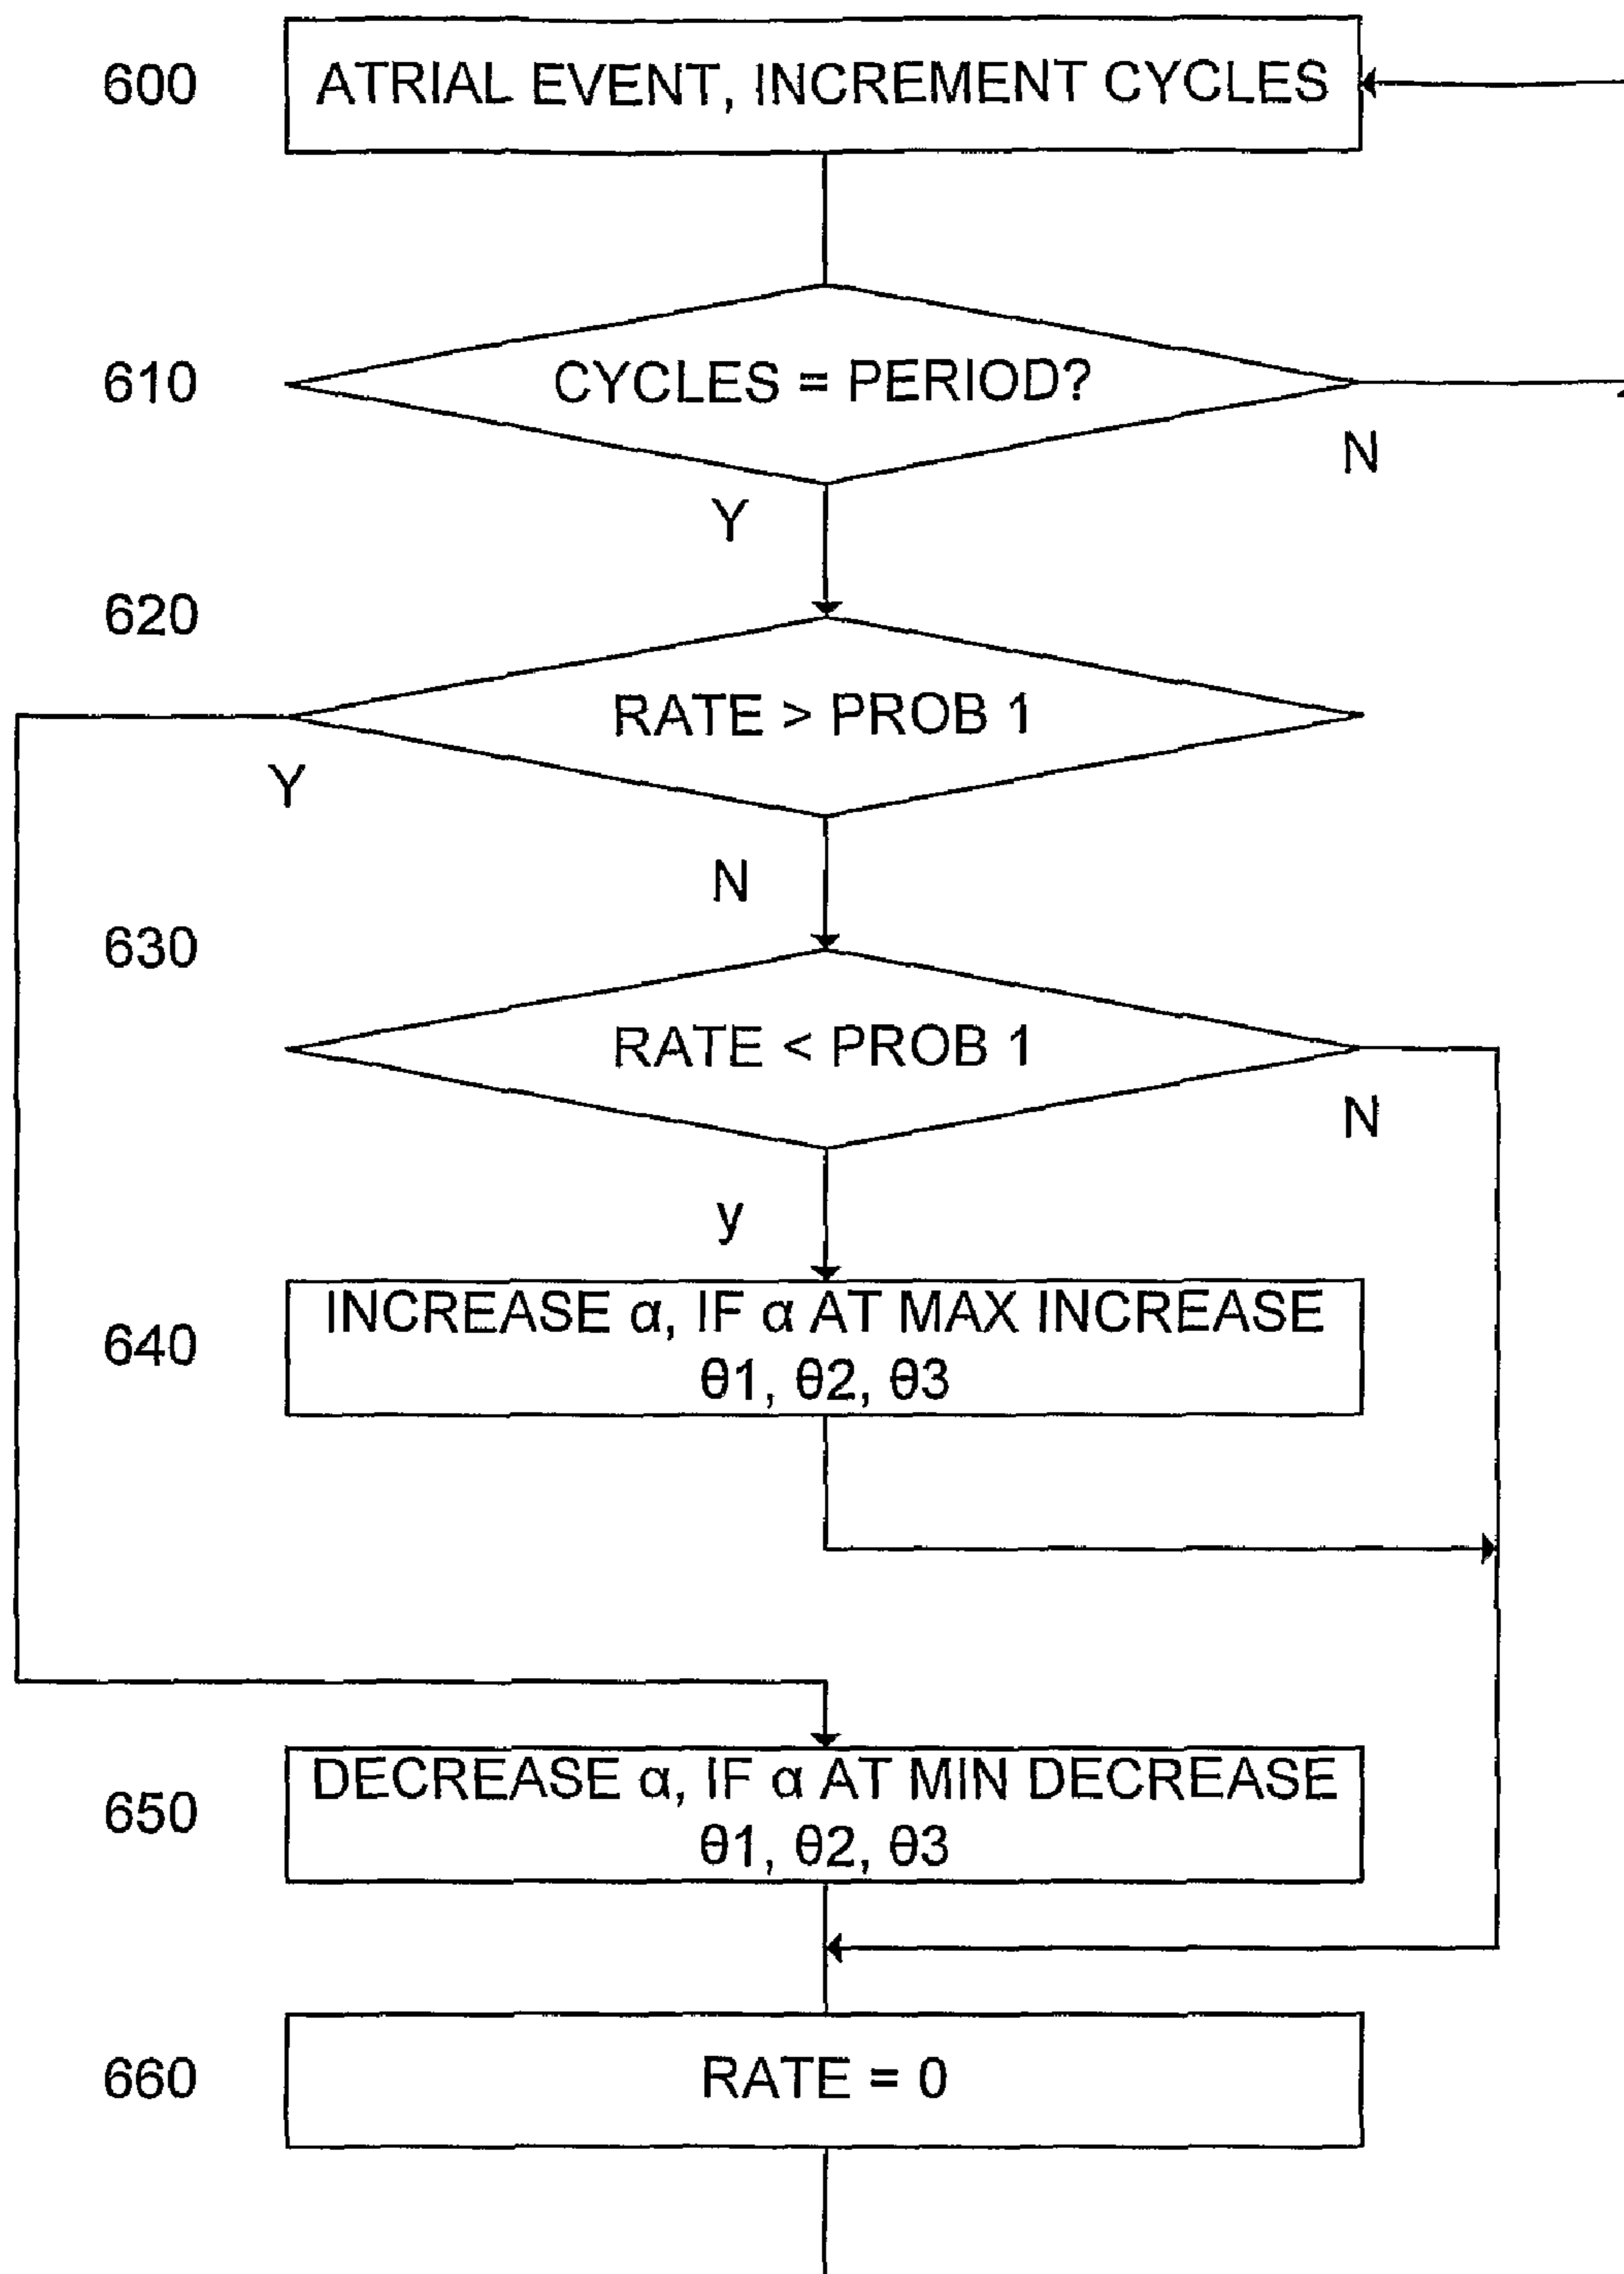 600
ATRIAL EVENT, INCREMENT CYCLES
610
CYCLES = PERIOD?
N
Y
620
RATE > PROB 1
Y
N
630
RATE < PROB 1
N
y
640
INCREASE α, IF α AT MAX INCREASE
θ1, θ2, θ3
650
DECREASE α, IF α AT MIN DECREASE
θ1, θ2, θ3
660
RATE = 0